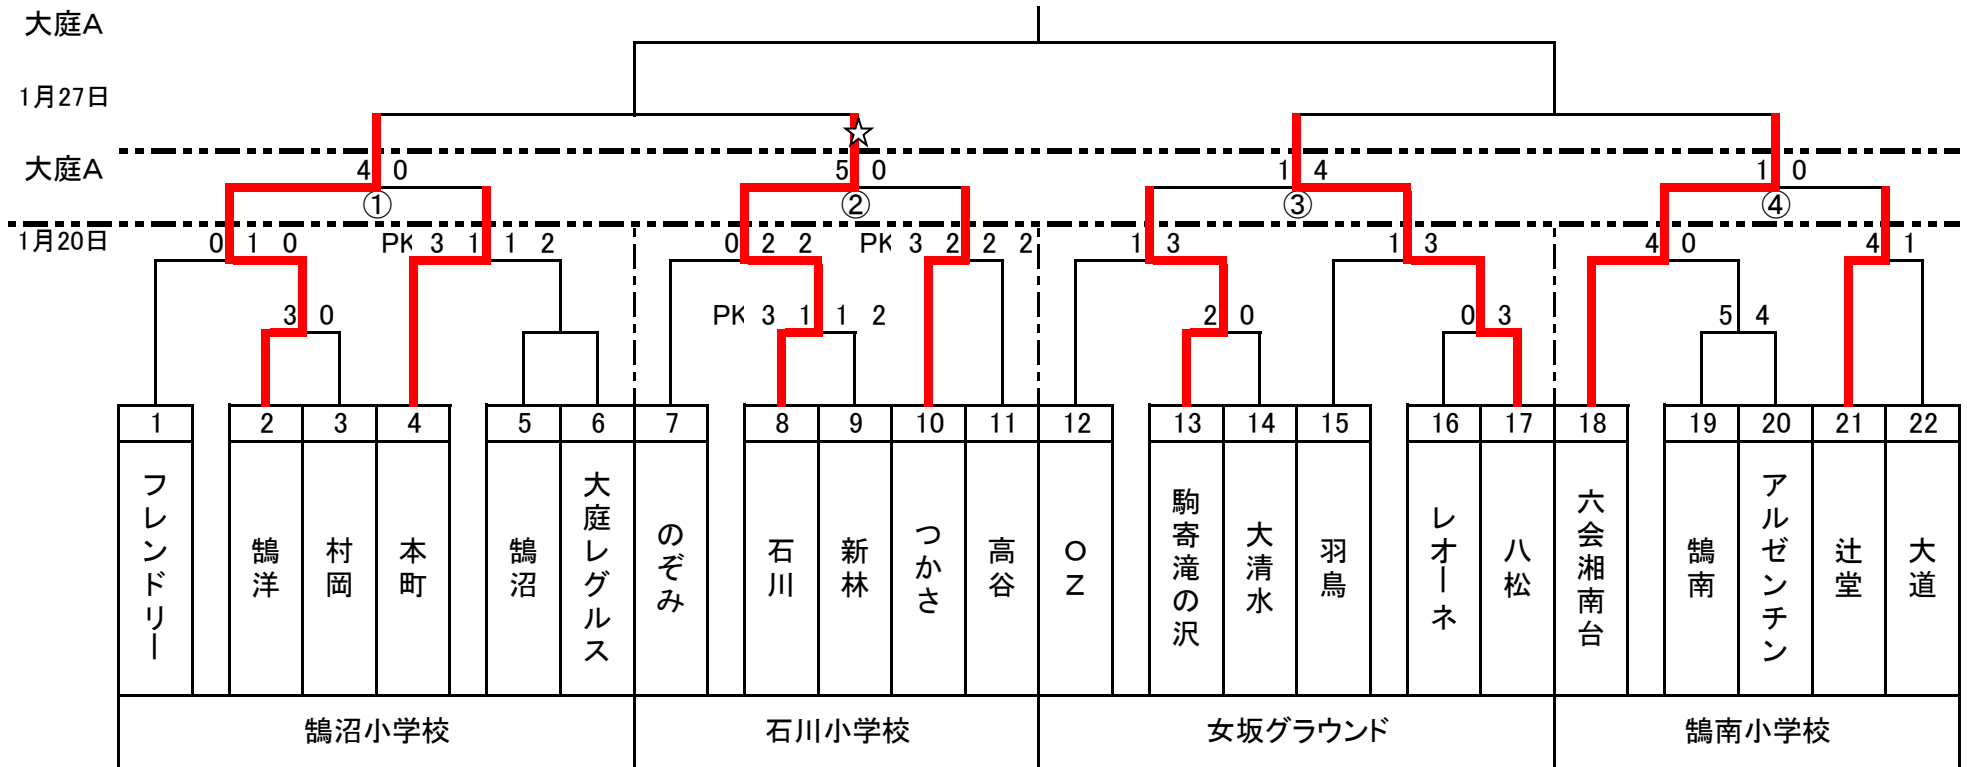 大庭A
1月27日
大庭A
4 0 5 0 1 4 1 0
① ② ③ ④
1月20日
0 1 0 PK 3 1 1 2 0 2 2 PK 3 2 2 2 1 3 1 3 4 0 4 1
3 0 PK 3 1 1 2 2 0 0 3 5 4
1 2 3 4 5 6 7 8 9 10 11 12 13 14 15 16 17 18 19 20 21 22
フレンドリー
鵠洋
村岡
本町
鵠沼
大庭レグルス
のぞみ
石川
新林
つかさ
高谷
OZ
駒寄滝の沢
大清水
羽鳥
レオーネ
八松
六会湘南台
鵠南
アルゼンチン
辻堂
大道
鵠沼小学校 石川小学校 女坂グラウンド 鵠南小学校